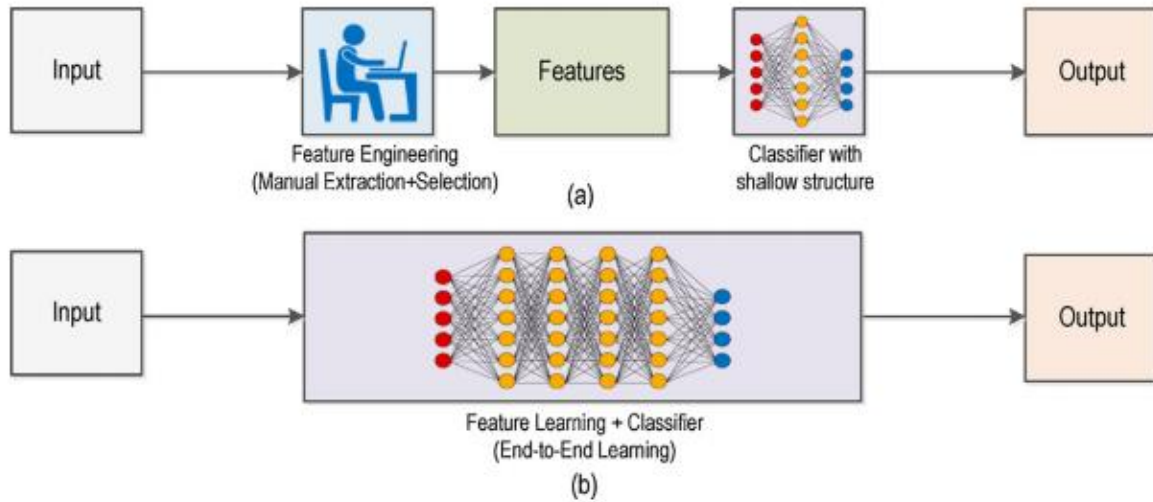 Input
Features
Output
Feature Engineering
(Manual Extraction+Selection)
Classifier with
shallow structure
(a)
Input
Output
Feature Learning + Classifier
(End-to-End Learning)
(b)